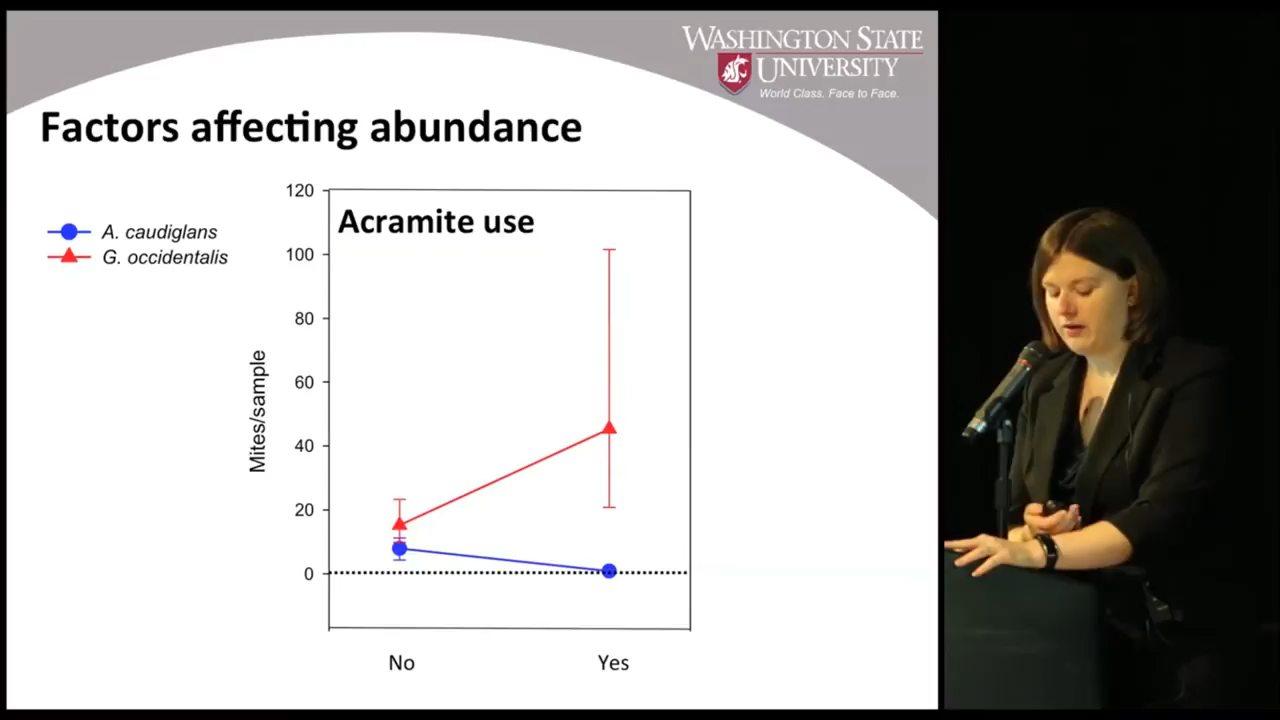 WASHINGTON STATE
UNIVERSITY
World Class. Face to Face.
Factors affecting abundance
A. caudiglans
G. occidentalis
Acramite use
120
100
80
60
40
20
0
Mites/sample
No
Yes